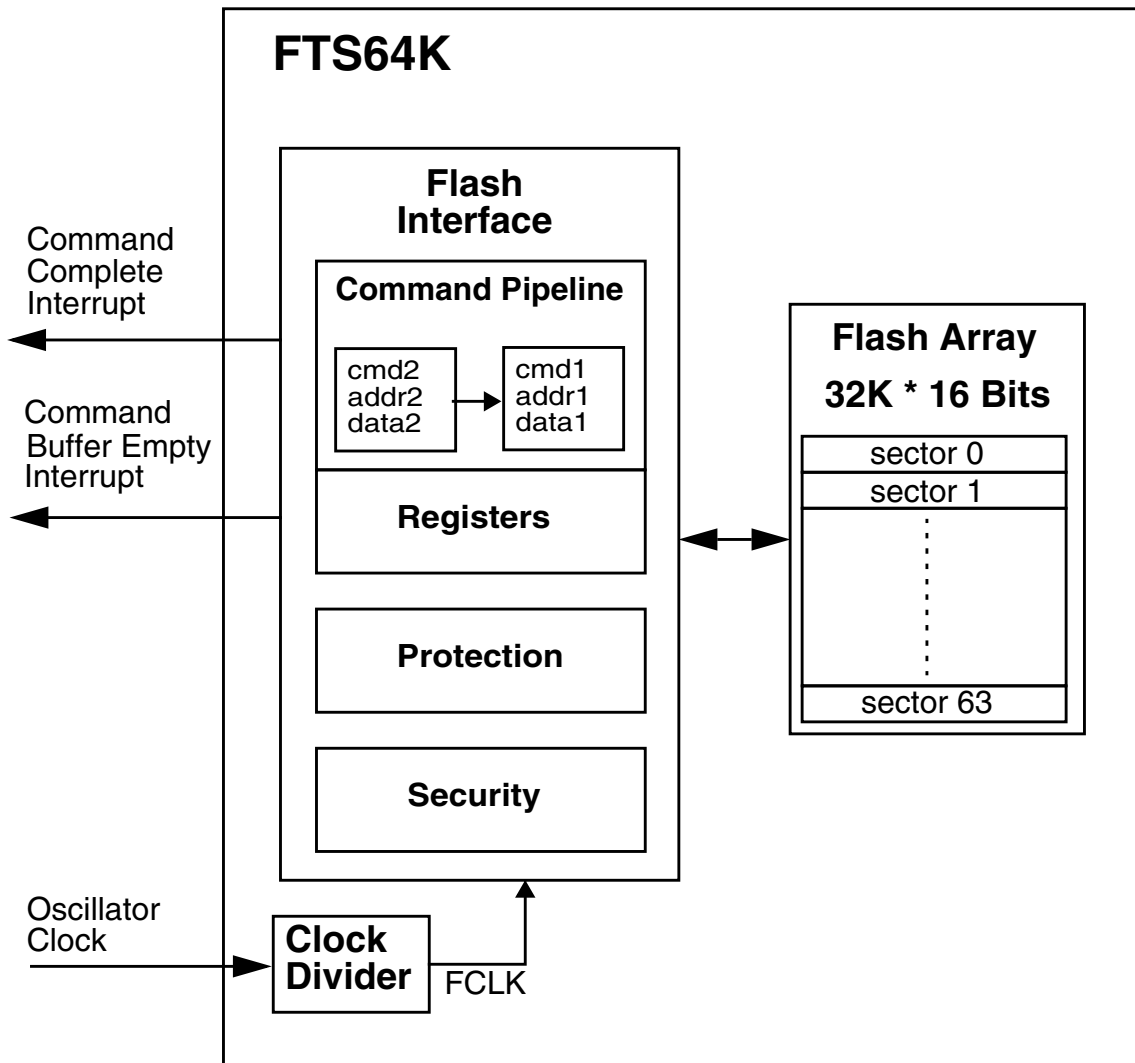 FTS64K
Flash
Interface
Command Pipeline
cmd2
addr2
data2
cmd1
addr1
data1
Registers
Protection
Security
Command
Complete
Interrupt
Command
Buffer Empty
Interrupt
Flash Array
32K * 16 Bits
sector 0
sector 1
sector 63
Oscillator
Clock
Clock
Divider
FCLK